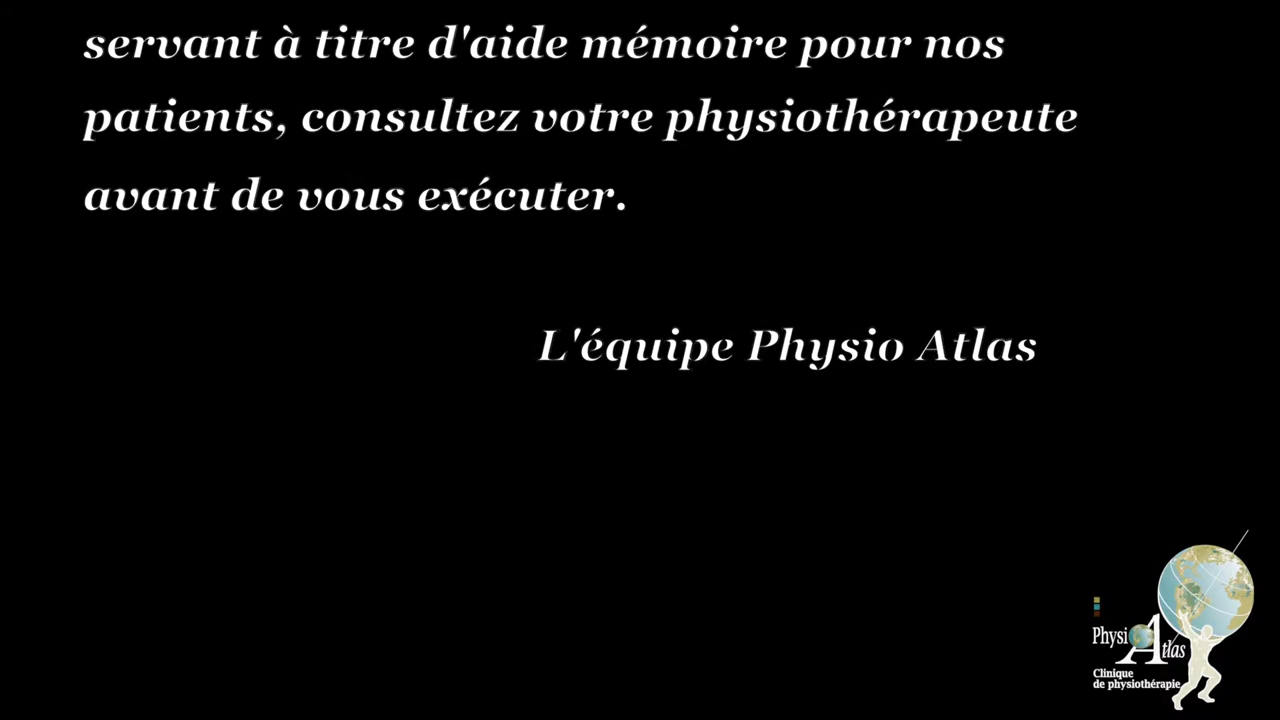 servant à titre d'aide mémoire pour nos
patients, consultez votre physiothérapeute
avant de vous exécuter.
L'équipe Physio Atlas
Physio
Atlas
Clinique
de physiothérapie